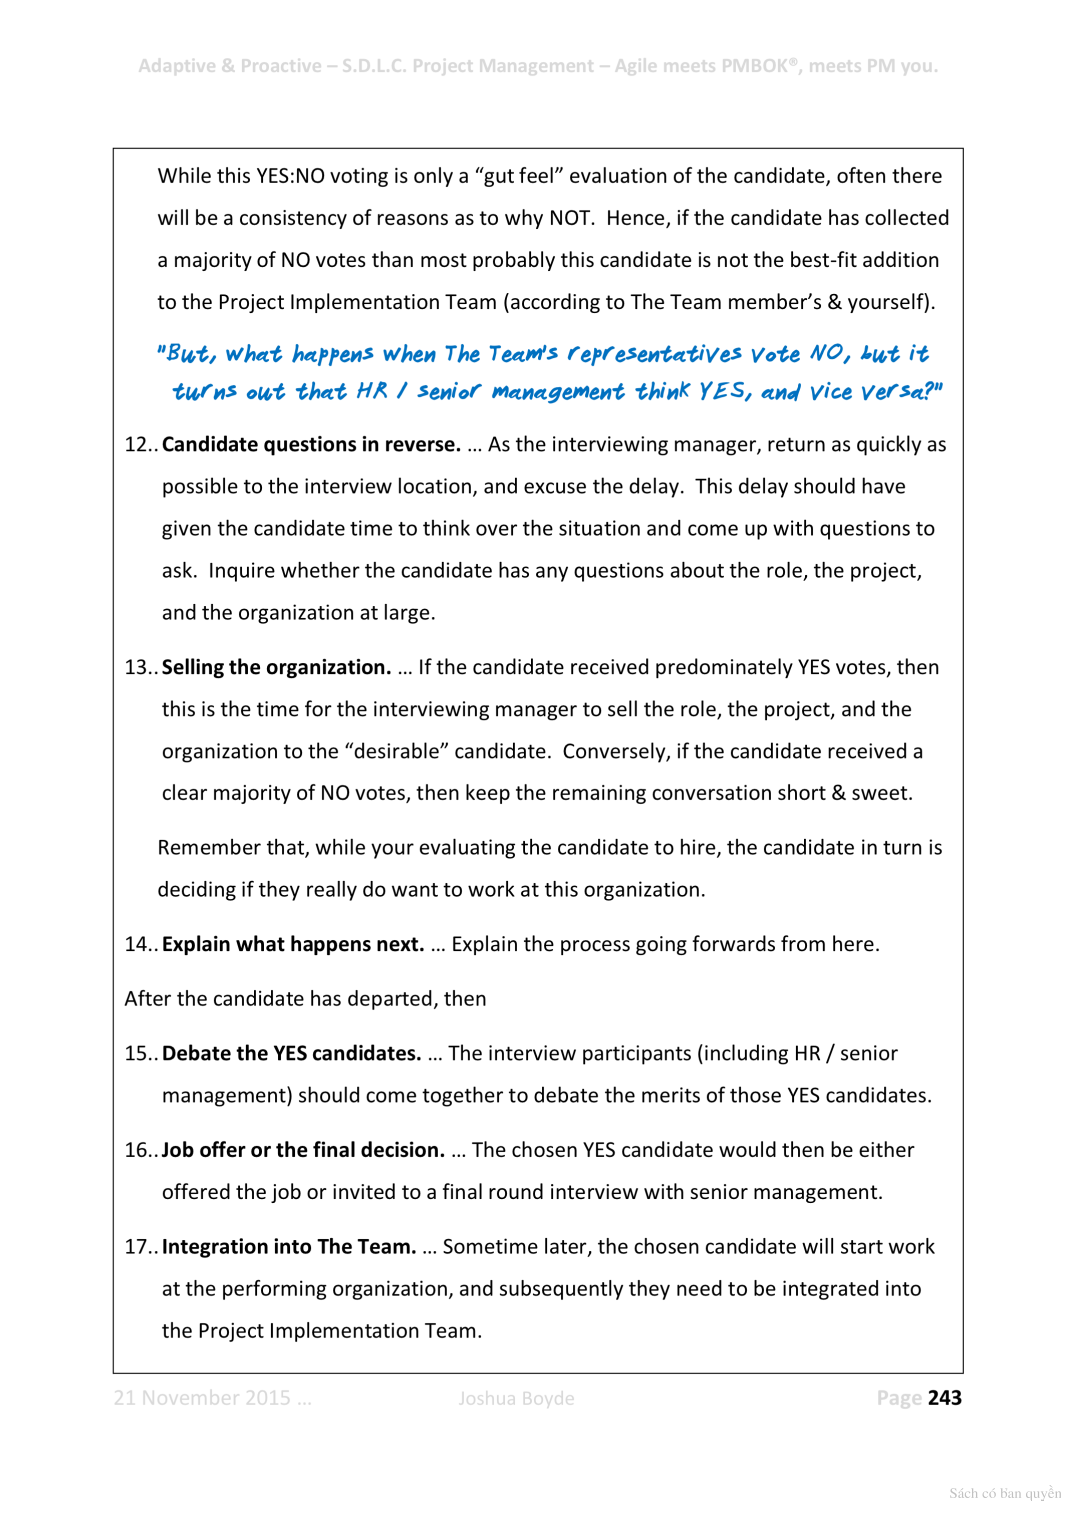 Adaptive & Proactive – S.D.L.C. Project Management – Agile meets PMBOK®, meets PM you.
While this YES:NO voting is only a “gut feel” evaluation of the candidate, often there
will be a consistency of reasons as to why NOT.  Hence, if the candidate has collected
a majority of NO votes than most probably this candidate is not the best-fit addition
to the Project Implementation Team (according to The Team member’s & yourself).
"But, what happens when The Team's representatives vote NO, but it
turns out that HR / senior management think YES, and vice versa?"
12.. Candidate questions in reverse. … As the interviewing manager, return as quickly as
possible to the interview location, and excuse the delay.  This delay should have
given the candidate time to think over the situation and come up with questions to
ask.  Inquire whether the candidate has any questions about the role, the project,
and the organization at large.
13.. Selling the organization. … If the candidate received predominately YES votes, then
this is the time for the interviewing manager to sell the role, the project, and the
organization to the “desirable” candidate.  Conversely, if the candidate received a
clear majority of NO votes, then keep the remaining conversation short & sweet.
Remember that, while your evaluating the candidate to hire, the candidate in turn is
deciding if they really do want to work at this organization.
14.. Explain what happens next. … Explain the process going forwards from here.
After the candidate has departed, then
15.. Debate the YES candidates. … The interview participants (including HR / senior
management) should come together to debate the merits of those YES candidates.
16.. Job offer or the final decision. … The chosen YES candidate would then be either
offered the job or invited to a final round interview with senior management.
17.. Integration into The Team. … Sometime later, the chosen candidate will start work
at the performing organization, and subsequently they need to be integrated into
the Project Implementation Team.
21 November 2015 … Joshua Boyde Page 243
Sách có bản quyền